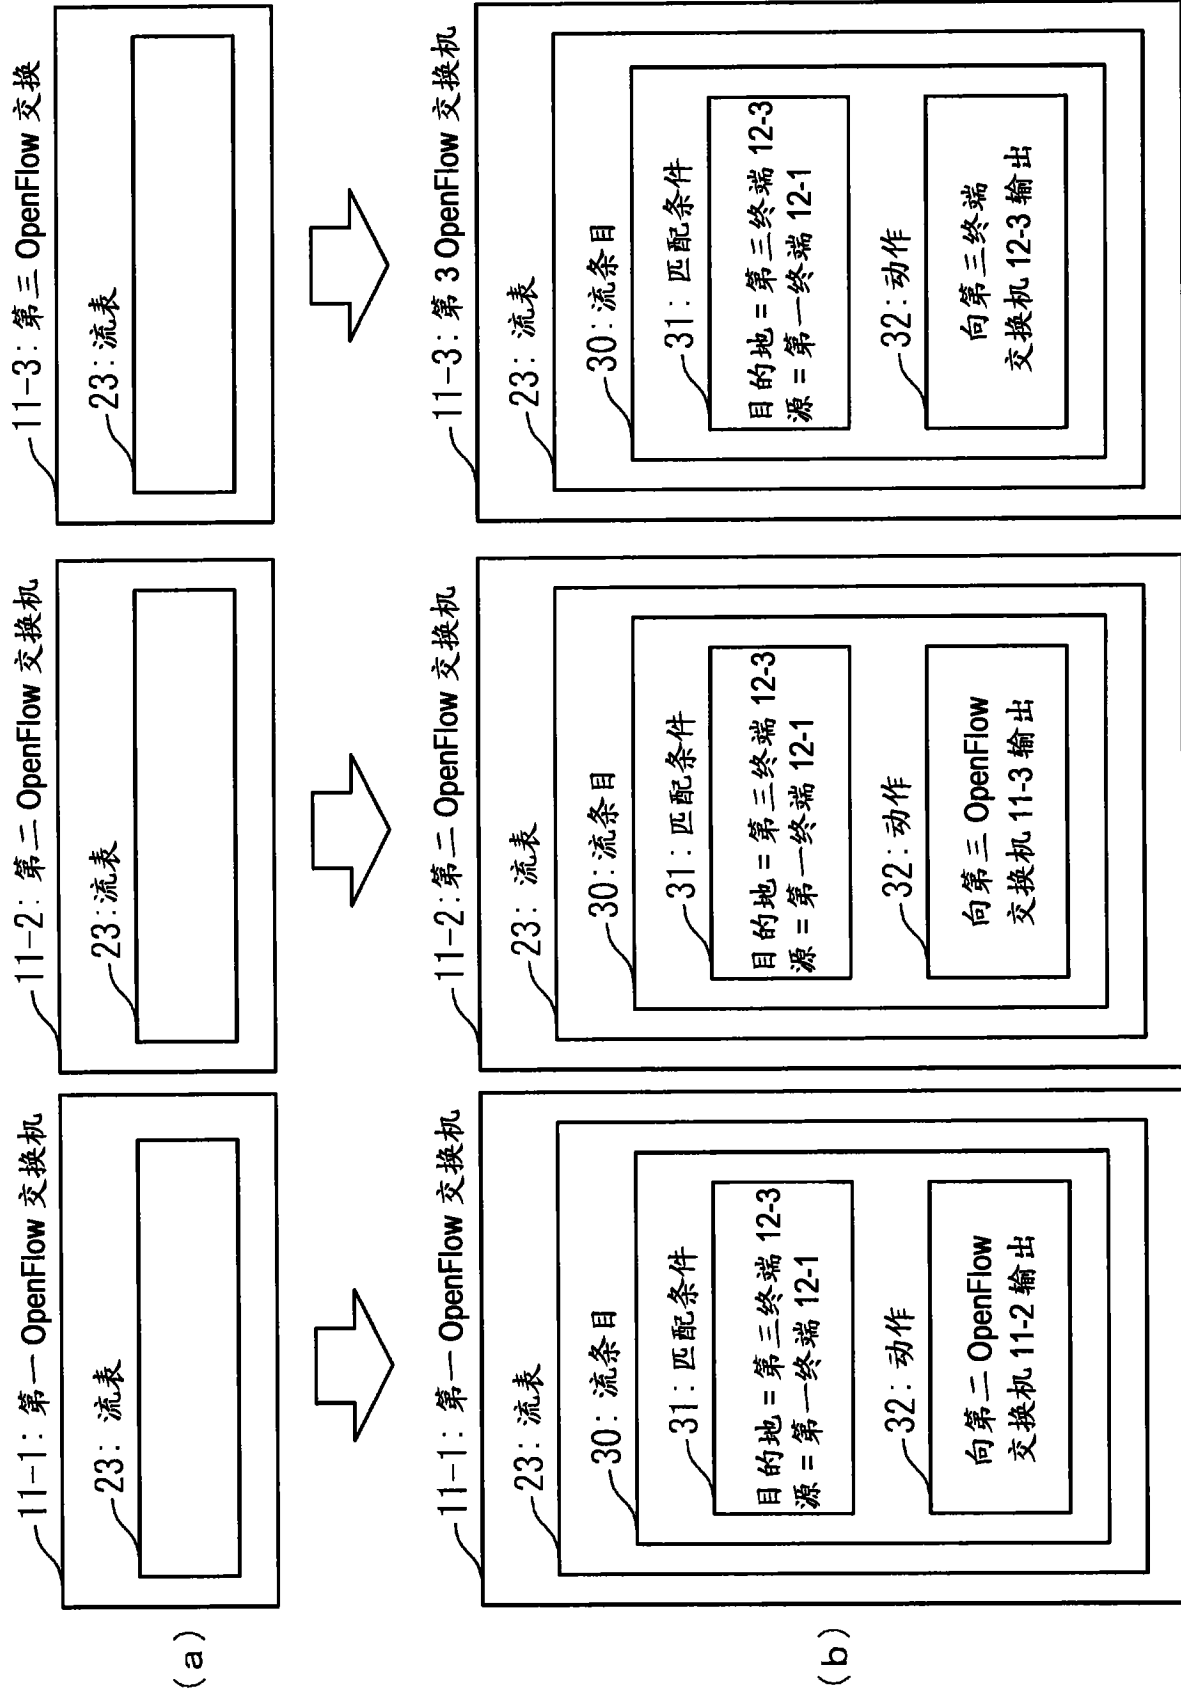 (a)
11-1：第一 OpenFlow 交换机
23：流表
11-2：第二 OpenFlow 交换机
23：流表
11-3：第三 OpenFlow 交换
23：流表
(b)
11-1：第一 OpenFlow 交换机
23：流表
30：流条目
31：匹配条件
目的地 = 第三终端 12-3
源 = 第一终端 12-1
32：动作
向第二 OpenFlow
交换机 11-2 输出
11-2：第二 OpenFlow 交换机
23：流表
30：流条目
31：匹配条件
目的地 = 第三终端 12-3
源 = 第一终端 12-1
32：动作
向第三 OpenFlow
交换机 11-3 输出
11-3：第 3 OpenFlow 交换机
23：流表
30：流条目
31：匹配条件
目的地 = 第三终端 12-3
源 = 第一终端 12-1
32：动作
向第三终端
交换机 12-3 输出